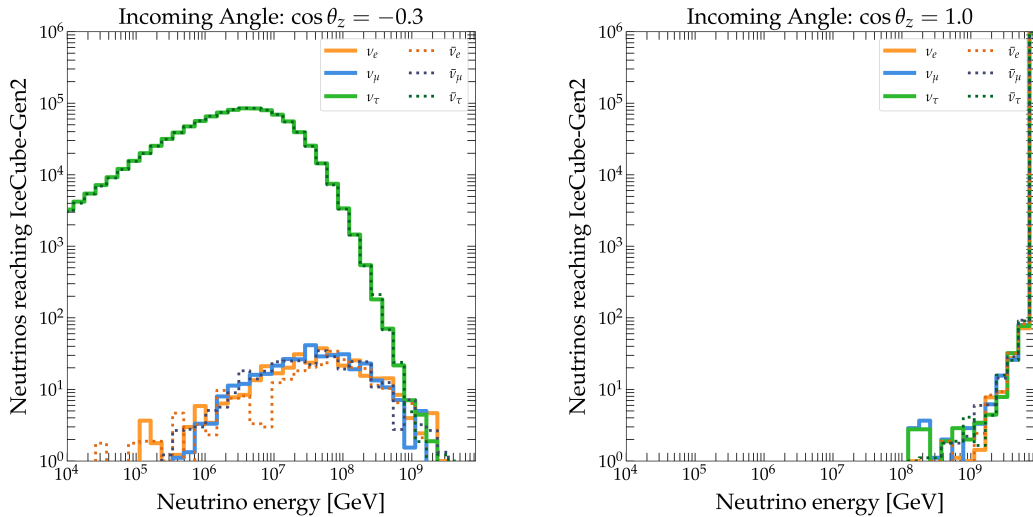 Incoming Angle: cos θz = −0.3
Neutrinos reaching IceCube-Gen2
10^6
10^5
10^4
10^3
10^2
10^1
10^0
νe ν̄e
νμ ν̄μ
ντ ν̄τ
10^4 10^5 10^6 10^7 10^8 10^9
Neutrino energy [GeV]
Incoming Angle: cos θz = 1.0
Neutrinos reaching IceCube-Gen2
10^6
10^5
10^4
10^3
10^2
10^1
10^0
νe ν̄e
νμ ν̄μ
ντ ν̄τ
10^4 10^5 10^6 10^7 10^8 10^9
Neutrino energy [GeV]